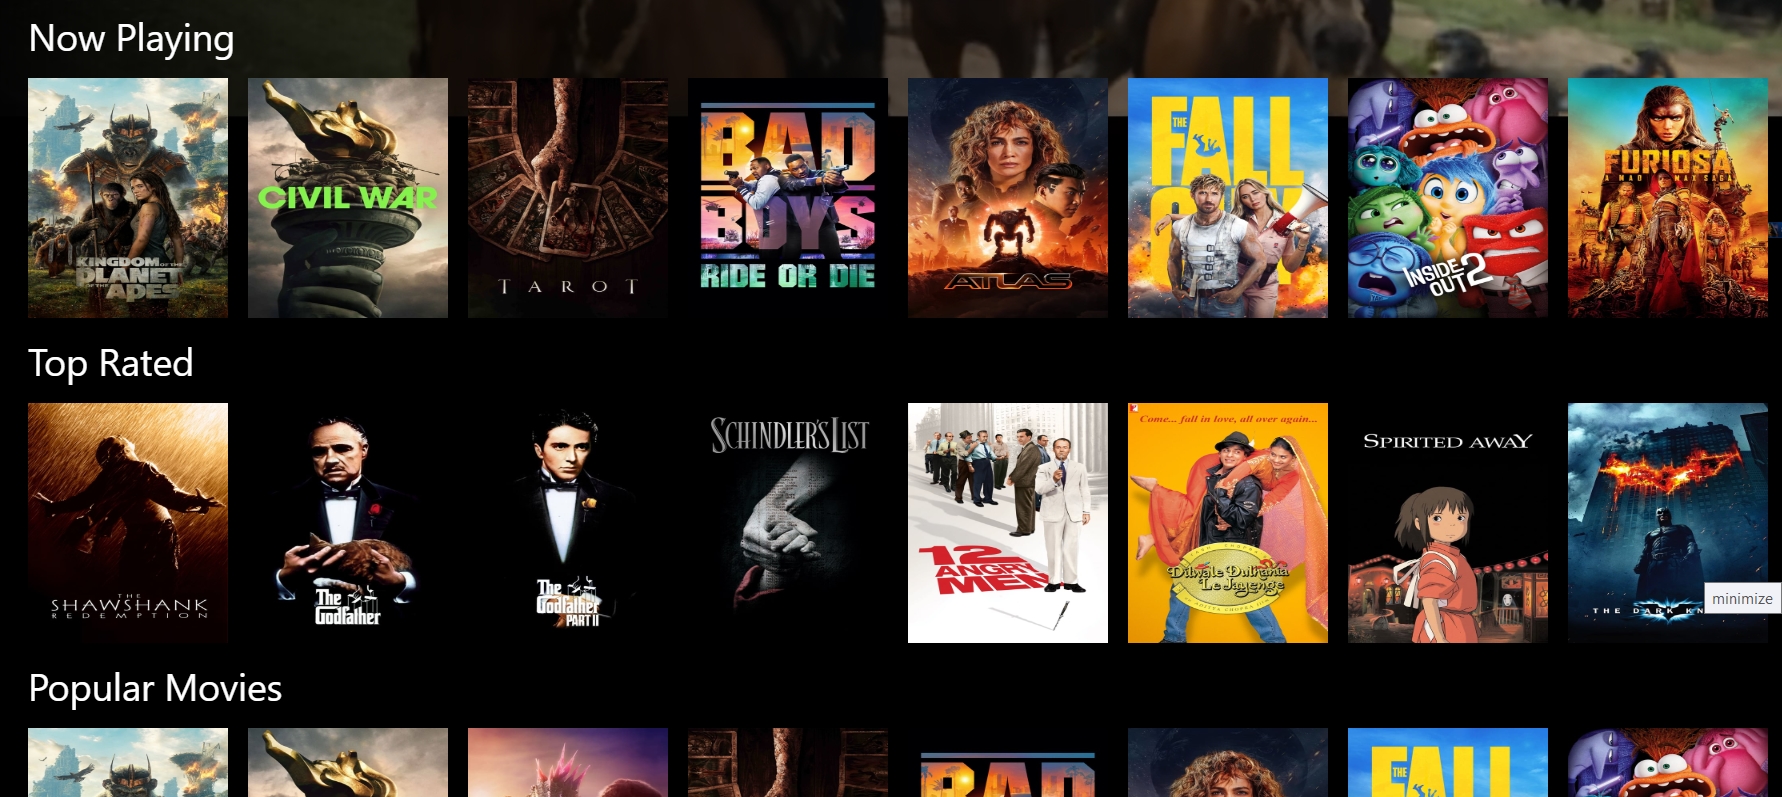 Now Playing
KINGDOM OF THE
PLANET
OF THE APES
CIVIL WAR
TAROT
BAD
BOYS
RIDE OR DIE
ATLAS
THE
FALL
GUY
INSIDE
OUT 2
FURIOSA
A MAD MAX SAGA
Top Rated
THE
SHAWSHANK
REDEMPTION
The
Godfather
The
Godfather
PART II
SCHINDLER'S LIST
12
ANGRY
MEN
Come... fall in love, all over again...
Dilwale Dulhania
Le Jayenge
SPIRITED AWAY
THE DARK KN
minimize
Popular Movies
BAD
THE
FALL